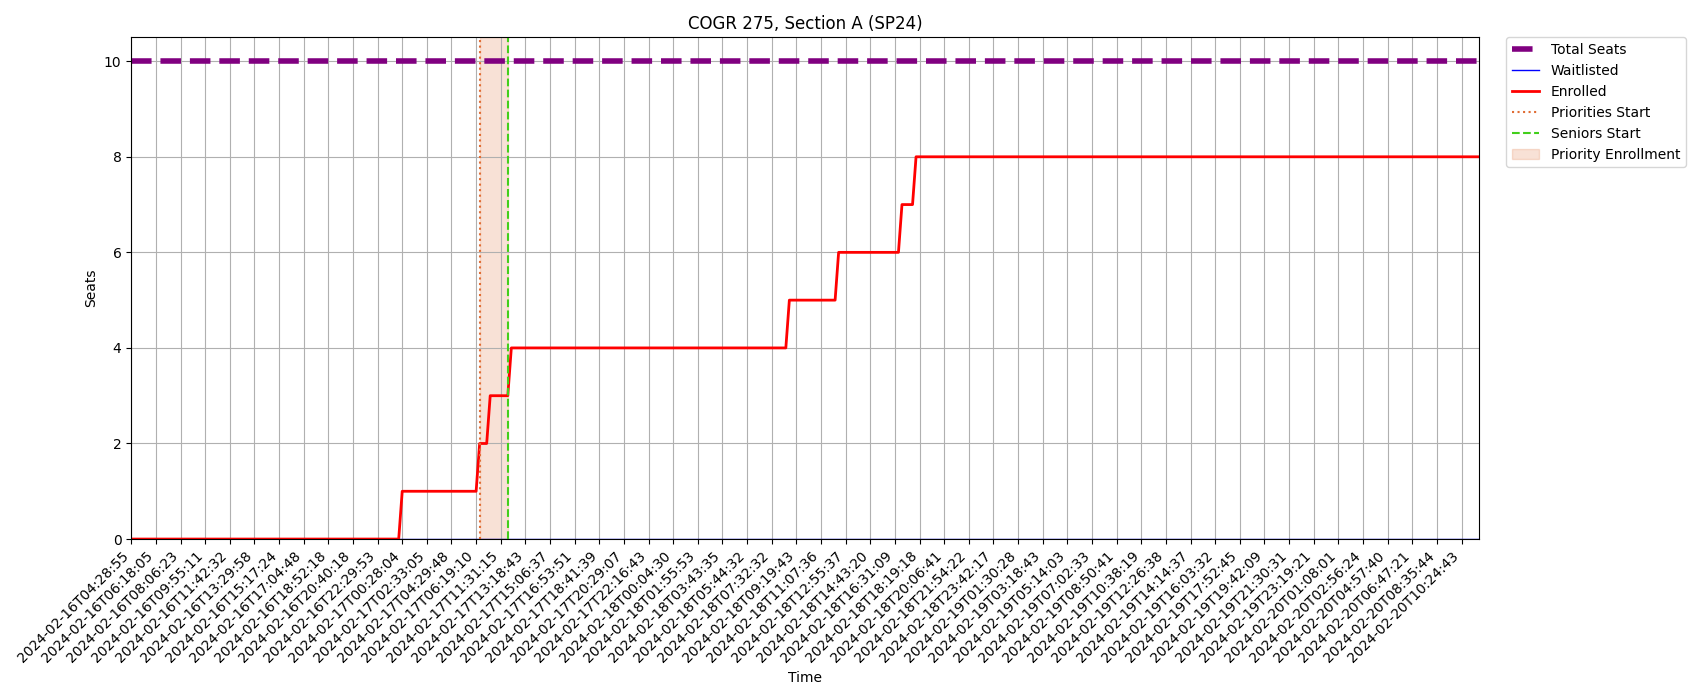 COGR 275, Section A (SP24)
Total Seats
Waitlisted
Enrolled
Priorities Start
Seniors Start
Priority Enrollment
Seats
10
8
6
4
2
0
2024-02-16T04:28:55
2024-02-16T06:18:05
2024-02-16T08:06:23
2024-02-16T09:55:11
2024-02-16T11:42:32
2024-02-16T13:29:58
2024-02-16T15:17:24
2024-02-16T17:04:48
2024-02-16T18:52:18
2024-02-16T20:40:18
2024-02-16T22:29:53
2024-02-17T00:28:04
2024-02-17T02:33:05
2024-02-17T04:29:48
2024-02-17T06:19:10
2024-02-17T11:31:15
2024-02-17T13:18:43
2024-02-17T15:06:37
2024-02-17T16:53:51
2024-02-17T18:41:39
2024-02-17T20:29:07
2024-02-17T22:16:43
2024-02-18T00:04:30
2024-02-18T01:55:53
2024-02-18T03:43:35
2024-02-18T05:44:32
2024-02-18T07:32:32
2024-02-18T09:19:43
2024-02-18T11:07:36
2024-02-18T12:55:37
2024-02-18T14:43:20
2024-02-18T16:31:09
2024-02-18T18:19:18
2024-02-18T20:06:41
2024-02-18T21:54:22
2024-02-18T23:42:17
2024-02-19T01:30:28
2024-02-19T03:18:43
2024-02-19T05:14:03
2024-02-19T07:02:33
2024-02-19T08:50:41
2024-02-19T10:38:19
2024-02-19T12:26:38
2024-02-19T14:14:37
2024-02-19T16:03:32
2024-02-19T17:52:45
2024-02-19T19:42:09
2024-02-19T21:30:31
2024-02-19T23:19:21
2024-02-20T01:08:01
2024-02-20T02:56:24
2024-02-20T04:57:40
2024-02-20T06:47:21
2024-02-20T08:35:44
2024-02-20T10:24:43
Time